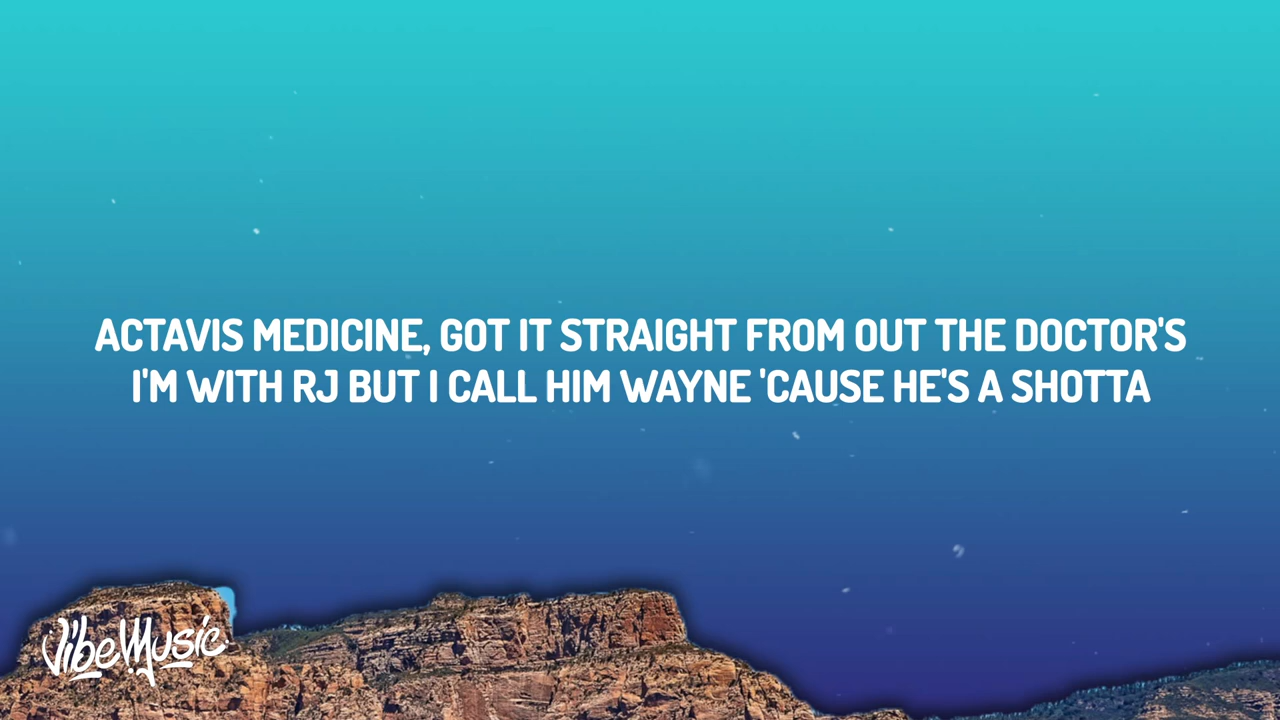 ACTAVIS MEDICINE, GOT IT STRAIGHT FROM OUT THE DOCTOR'S
I'M WITH RJ BUT I CALL HIM WAYNE 'CAUSE HE'S A SHOTTA
VibeMusic